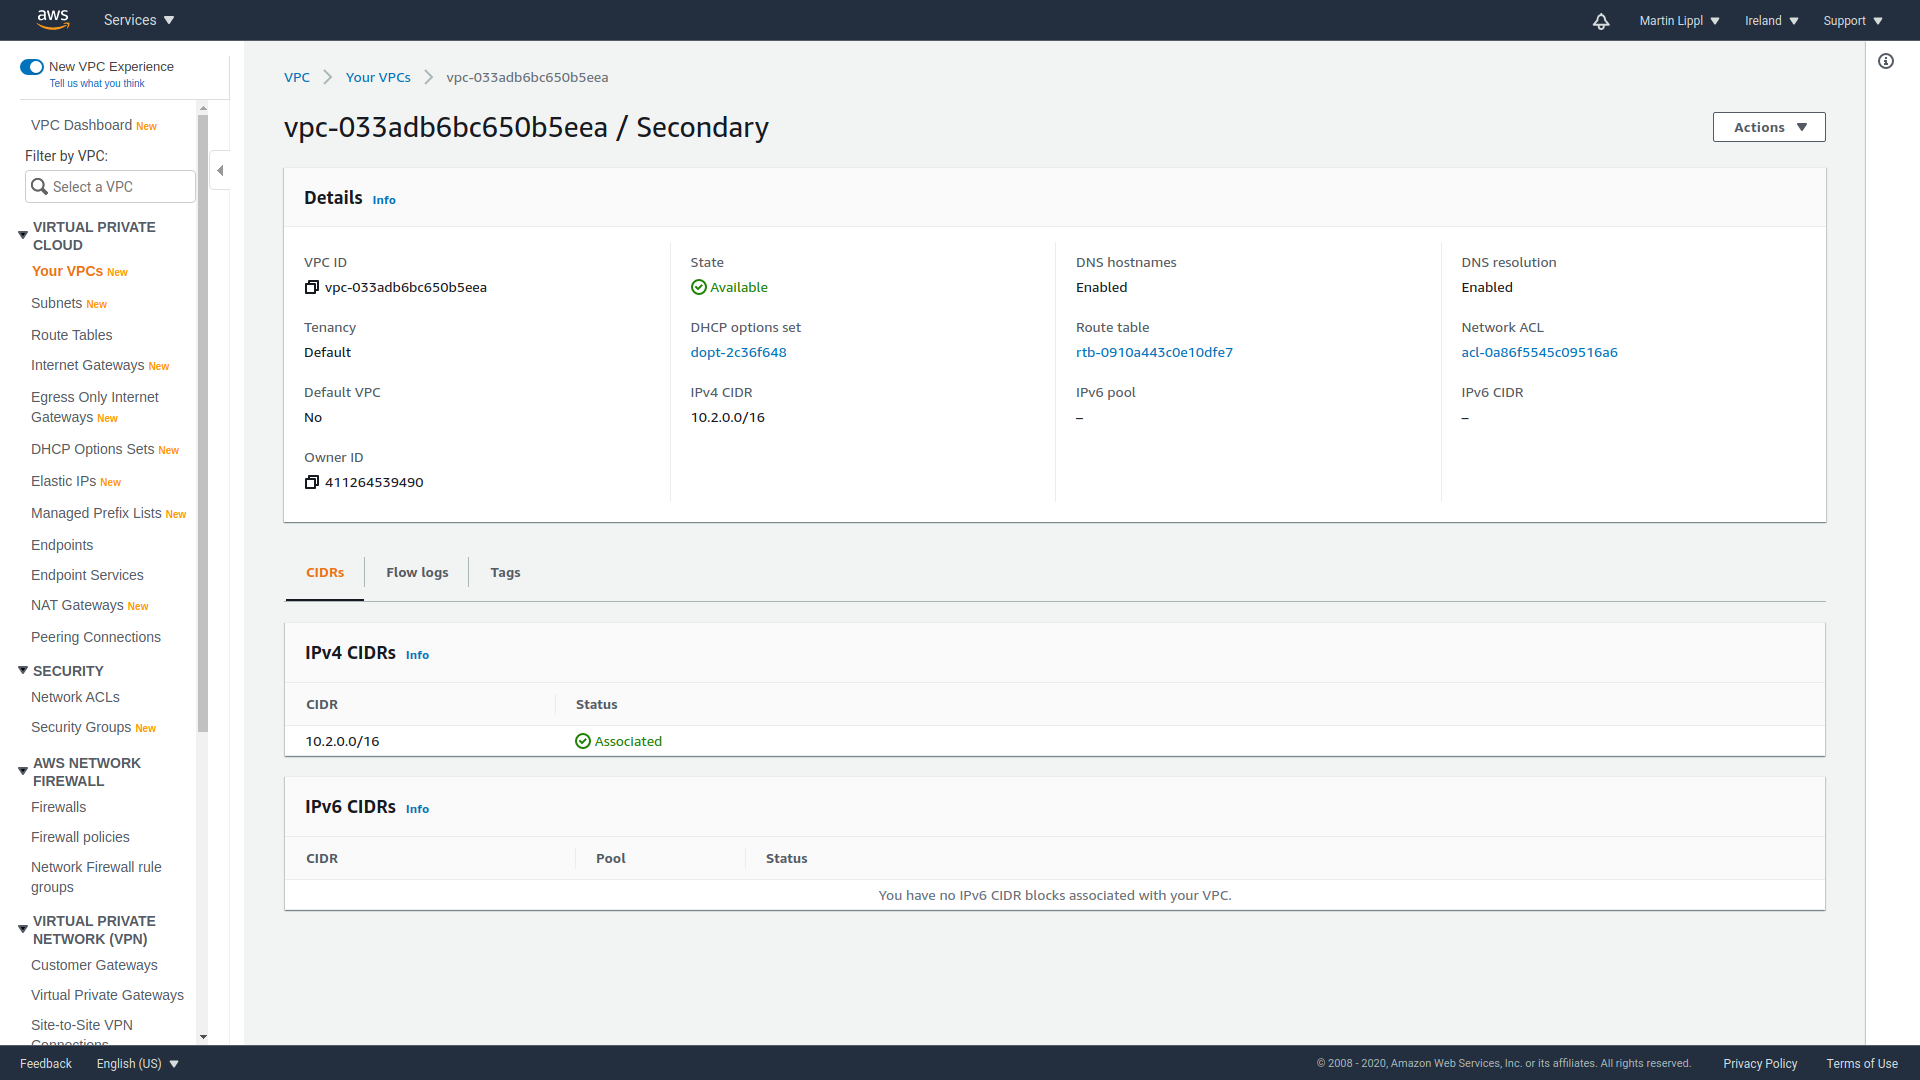 aws Services Martin Lippl Ireland Support
New VPC Experience
Tell us what you think
VPC Dashboard New
Filter by VPC:
Select a VPC
VIRTUAL PRIVATE
CLOUD
Your VPCs New
Subnets New
Route Tables
Internet Gateways New
Egress Only Internet
Gateways New
DHCP Options Sets New
Elastic IPs New
Managed Prefix Lists New
Endpoints
Endpoint Services
NAT Gateways New
Peering Connections
SECURITY
Network ACLs
Security Groups New
AWS NETWORK
FIREWALL
Firewalls
Firewall policies
Network Firewall rule
groups
VIRTUAL PRIVATE
NETWORK (VPN)
Customer Gateways
Virtual Private Gateways
Site-to-Site VPN
Connections
VPC Your VPCs vpc-033adb6bc650b5eea
vpc-033adb6bc650b5eea / Secondary
Actions
Details Info
VPC ID State DNS hostnames DNS resolution
vpc-033adb6bc650b5eea Available Enabled Enabled
Tenancy DHCP options set Route table Network ACL
Default dopt-2c36f648 rtb-0910a443c0e10dfe7 acl-0a86f5545c09516a6
Default VPC IPv4 CIDR IPv6 pool IPv6 CIDR
No 10.2.0.0/16 – –
Owner ID
411264539490
CIDRs Flow logs Tags
IPv4 CIDRs Info
CIDR Status
10.2.0.0/16 Associated
IPv6 CIDRs Info
CIDR Pool Status
You have no IPv6 CIDR blocks associated with your VPC.
Feedback English (US) © 2008 - 2020, Amazon Web Services, Inc. or its affiliates. All rights reserved. Privacy Policy Terms of Use